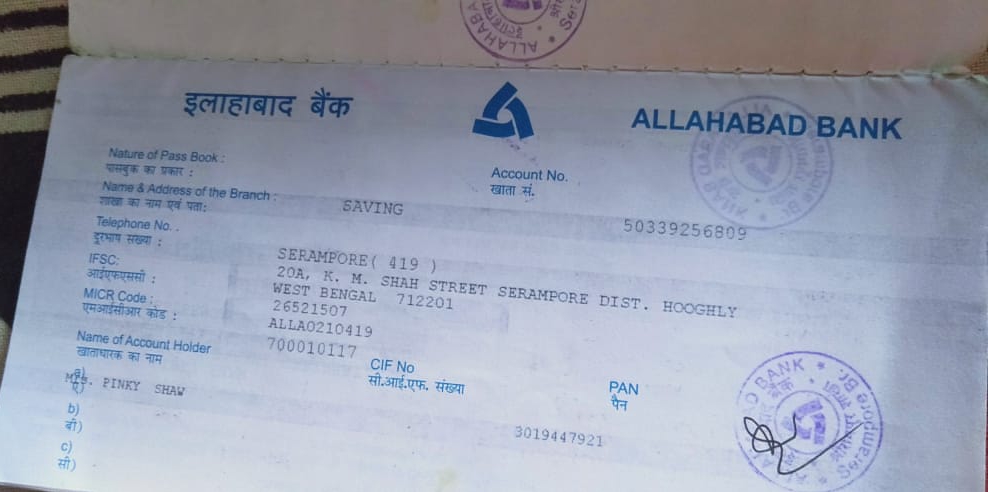 इलाहाबाद बैंक
ALLAHABAD BANK
Nature of Pass Book :
पासबुक का प्रकार :
Account No.
खाता सं.
Name & Address of the Branch :
शाखा का नाम एवं पता:
SAVING
50339256809
Telephone No. .
दूरभाष संख्या :
SERAMPORE( 419 )
IFSC:
आईएफएससी :
20A, K. M. SHAH STREET SERAMPORE DIST. HOOGHLY
WEST BENGAL 712201
MICR Code :
एमआईसीआर कोड :
26521507
ALLA0210419
700010117
Name of Account Holder
खाताधारक का नाम
CIF No
सी.आई.एफ. संख्या
PAN
पैन
a)
ए)
PINKY SHAW
b)
बी)
3019447921
c)
सी)
ALLAHABA
BANK
Serampore Br.